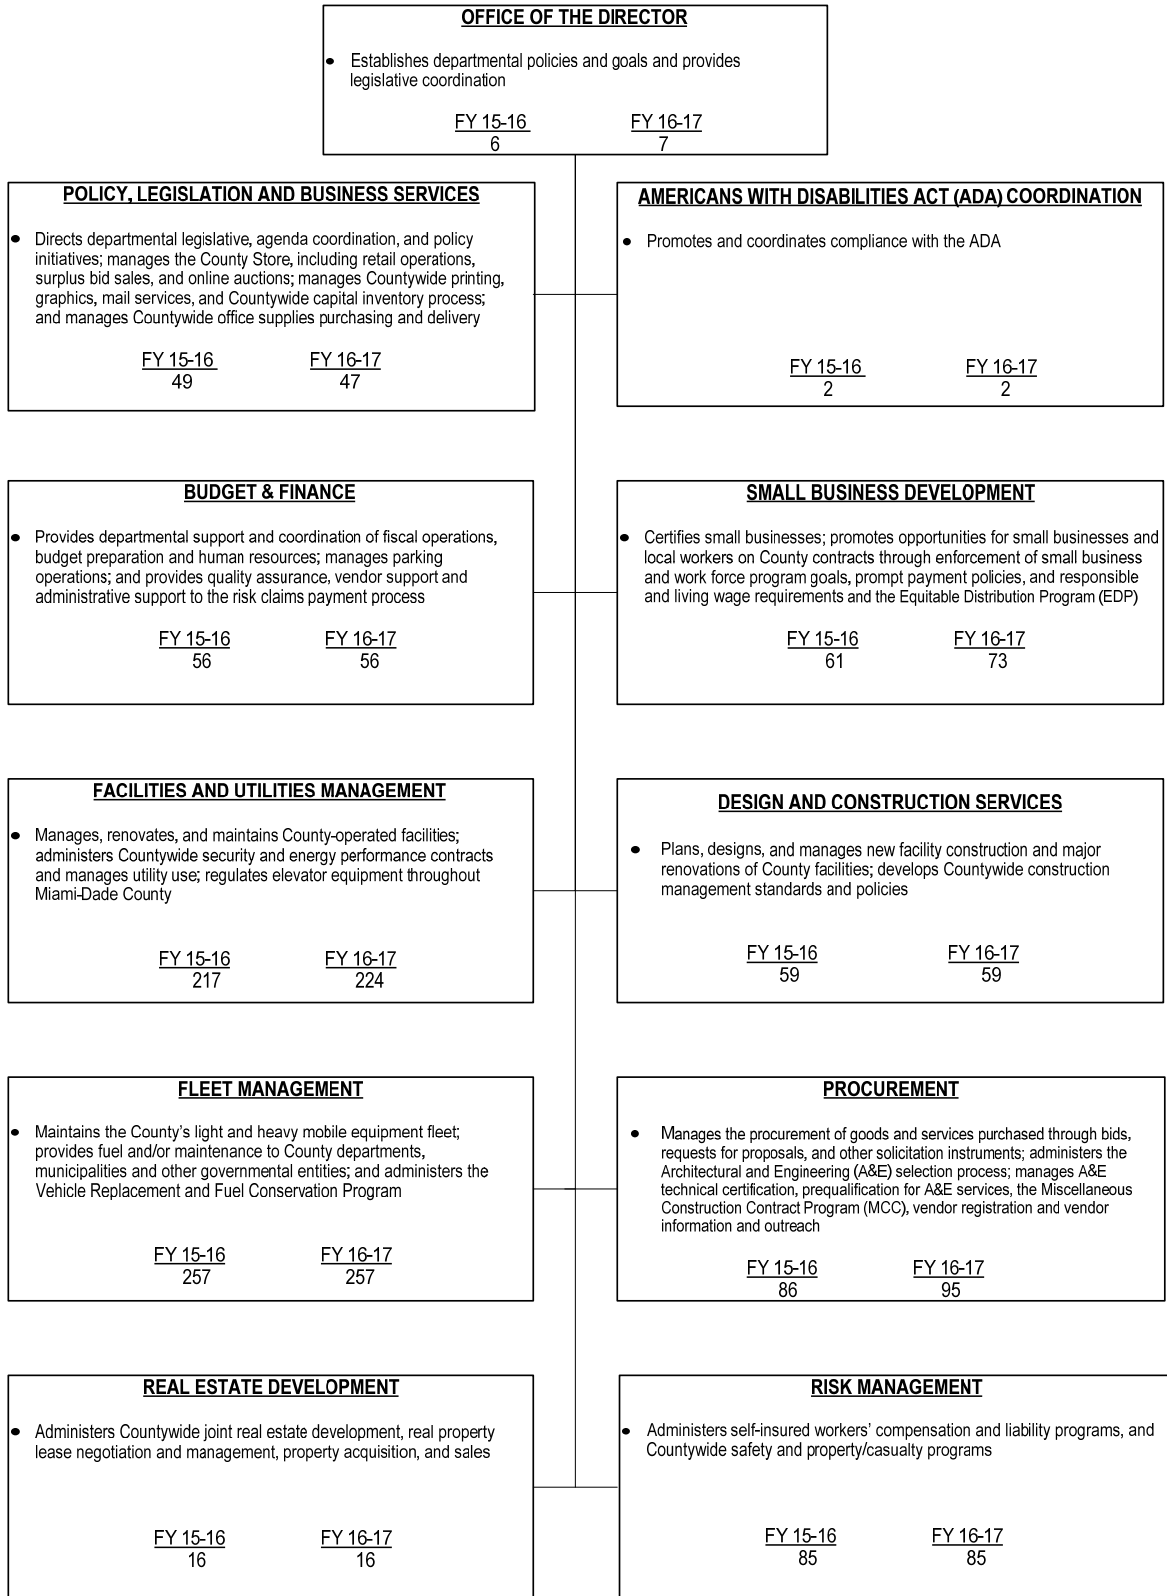 OFFICE OF THE DIRECTOR
• Establishes departmental policies and goals and provides
legislative coordination
FY 15-16 FY 16-17
6 7
POLICY, LEGISLATION AND BUSINESS SERVICES
• Directs departmental legislative, agenda coordination, and policy
initiatives; manages the County Store, including retail operations,
surplus bid sales, and online auctions; manages Countywide printing,
graphics, mail services, and Countywide capital inventory process;
and manages Countywide office supplies purchasing and delivery
FY 15-16 FY 16-17
49 47
AMERICANS WITH DISABILITIES ACT (ADA) COORDINATION
• Promotes and coordinates compliance with the ADA
FY 15-16 FY 16-17
2 2
BUDGET & FINANCE
• Provides departmental support and coordination of fiscal operations,
budget preparation and human resources; manages parking
operations; and provides quality assurance, vendor support and
administrative support to the risk claims payment process
FY 15-16 FY 16-17
56 56
SMALL BUSINESS DEVELOPMENT
• Certifies small businesses; promotes opportunities for small businesses and
local workers on County contracts through enforcement of small business
and work force program goals, prompt payment policies, and responsible
and living wage requirements and the Equitable Distribution Program (EDP)
FY 15-16 FY 16-17
61 73
FACILITIES AND UTILITIES MANAGEMENT
• Manages, renovates, and maintains County-operated facilities;
administers Countywide security and energy performance contracts
and manages utility use; regulates elevator equipment throughout
Miami-Dade County
FY 15-16 FY 16-17
217 224
DESIGN AND CONSTRUCTION SERVICES
• Plans, designs, and manages new facility construction and major
renovations of County facilities; develops Countywide construction
management standards and policies
FY 15-16 FY 16-17
59 59
FLEET MANAGEMENT
• Maintains the County's light and heavy mobile equipment fleet;
provides fuel and/or maintenance to County departments,
municipalities and other governmental entities; and administers the
Vehicle Replacement and Fuel Conservation Program
FY 15-16 FY 16-17
257 257
PROCUREMENT
• Manages the procurement of goods and services purchased through bids,
requests for proposals, and other solicitation instruments; administers the
Architectural and Engineering (A&E) selection process; manages A&E
technical certification, prequalification for A&E services, the Miscellaneous
Construction Contract Program (MCC), vendor registration and vendor
information and outreach
FY 15-16 FY 16-17
86 95
REAL ESTATE DEVELOPMENT
• Administers Countywide joint real estate development, real property
lease negotiation and management, property acquisition, and sales
FY 15-16 FY 16-17
16 16
RISK MANAGEMENT
• Administers self-insured workers' compensation and liability programs, and
Countywide safety and property/casualty programs
FY 15-16 FY 16-17
85 85